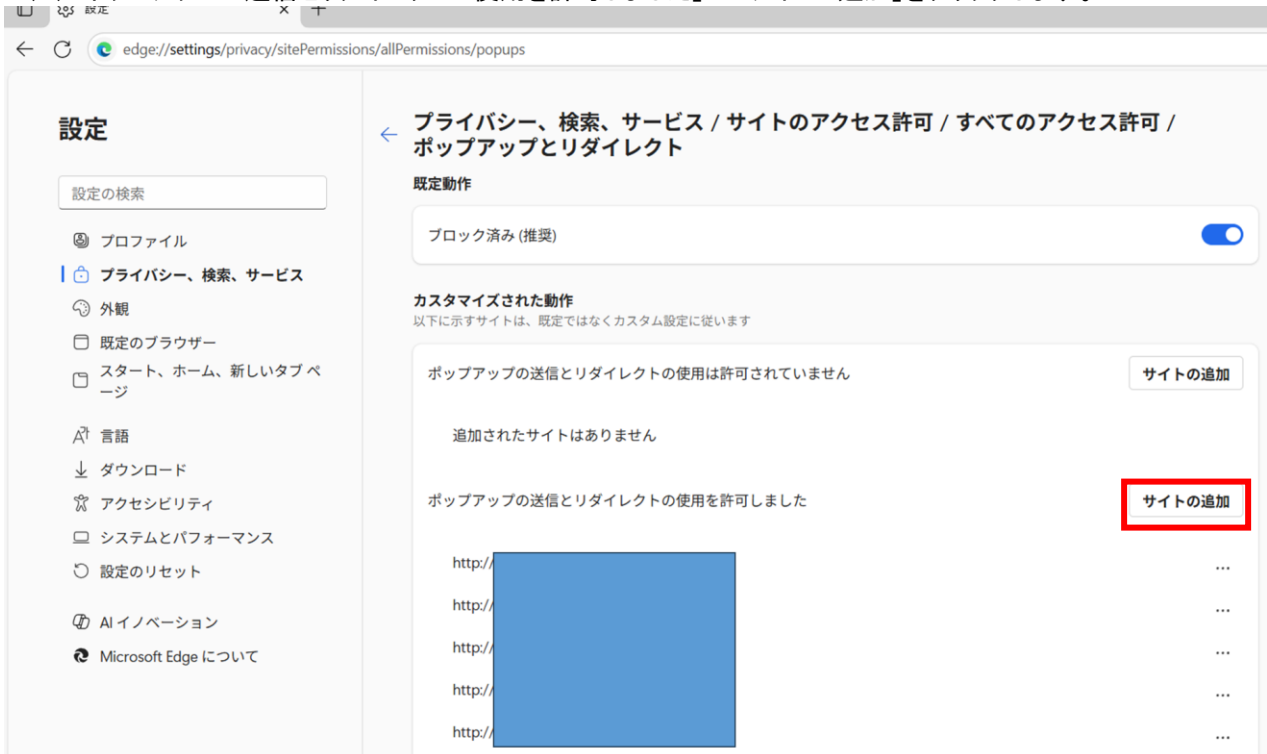 設定
edge://settings/privacy/sitePermissions/allPermissions/popups
設定
設定の検索
プロファイル
プライバシー、検索、サービス
外観
既定のブラウザー
スタート、ホーム、新しいタブ ペ
ージ
言語
ダウンロード
アクセシビリティ
システムとパフォーマンス
設定のリセット
AI イノベーション
Microsoft Edge について
プライバシー、検索、サービス / サイトのアクセス許可 / すべてのアクセス許可 /
ポップアップとリダイレクト
既定動作
ブロック済み (推奨)
カスタマイズされた動作
以下に示すサイトは、既定ではなくカスタム設定に従います
ポップアップの送信とリダイレクトの使用は許可されていません
サイトの追加
追加されたサイトはありません
ポップアップの送信とリダイレクトの使用を許可しました
サイトの追加
http://
http://
http://
http://
http://